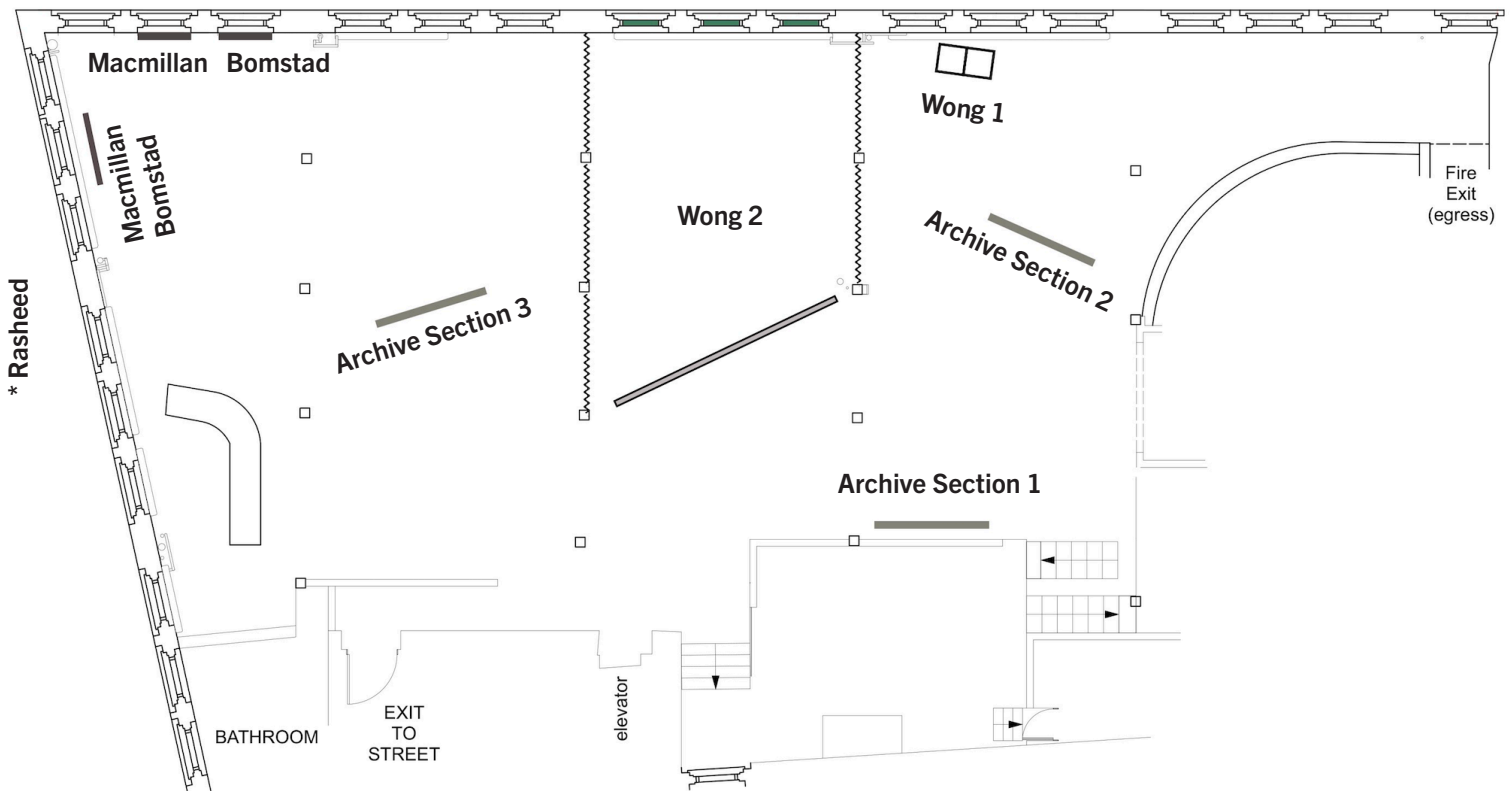 Macmillan Bomstad
Wong 1
Macmillan
Bomstad
Fire
Exit
(egress)
Wong 2
Archive Section 2
* Rasheed
Archive Section 3
Archive Section 1
BATHROOM
EXIT
TO
STREET
elevator